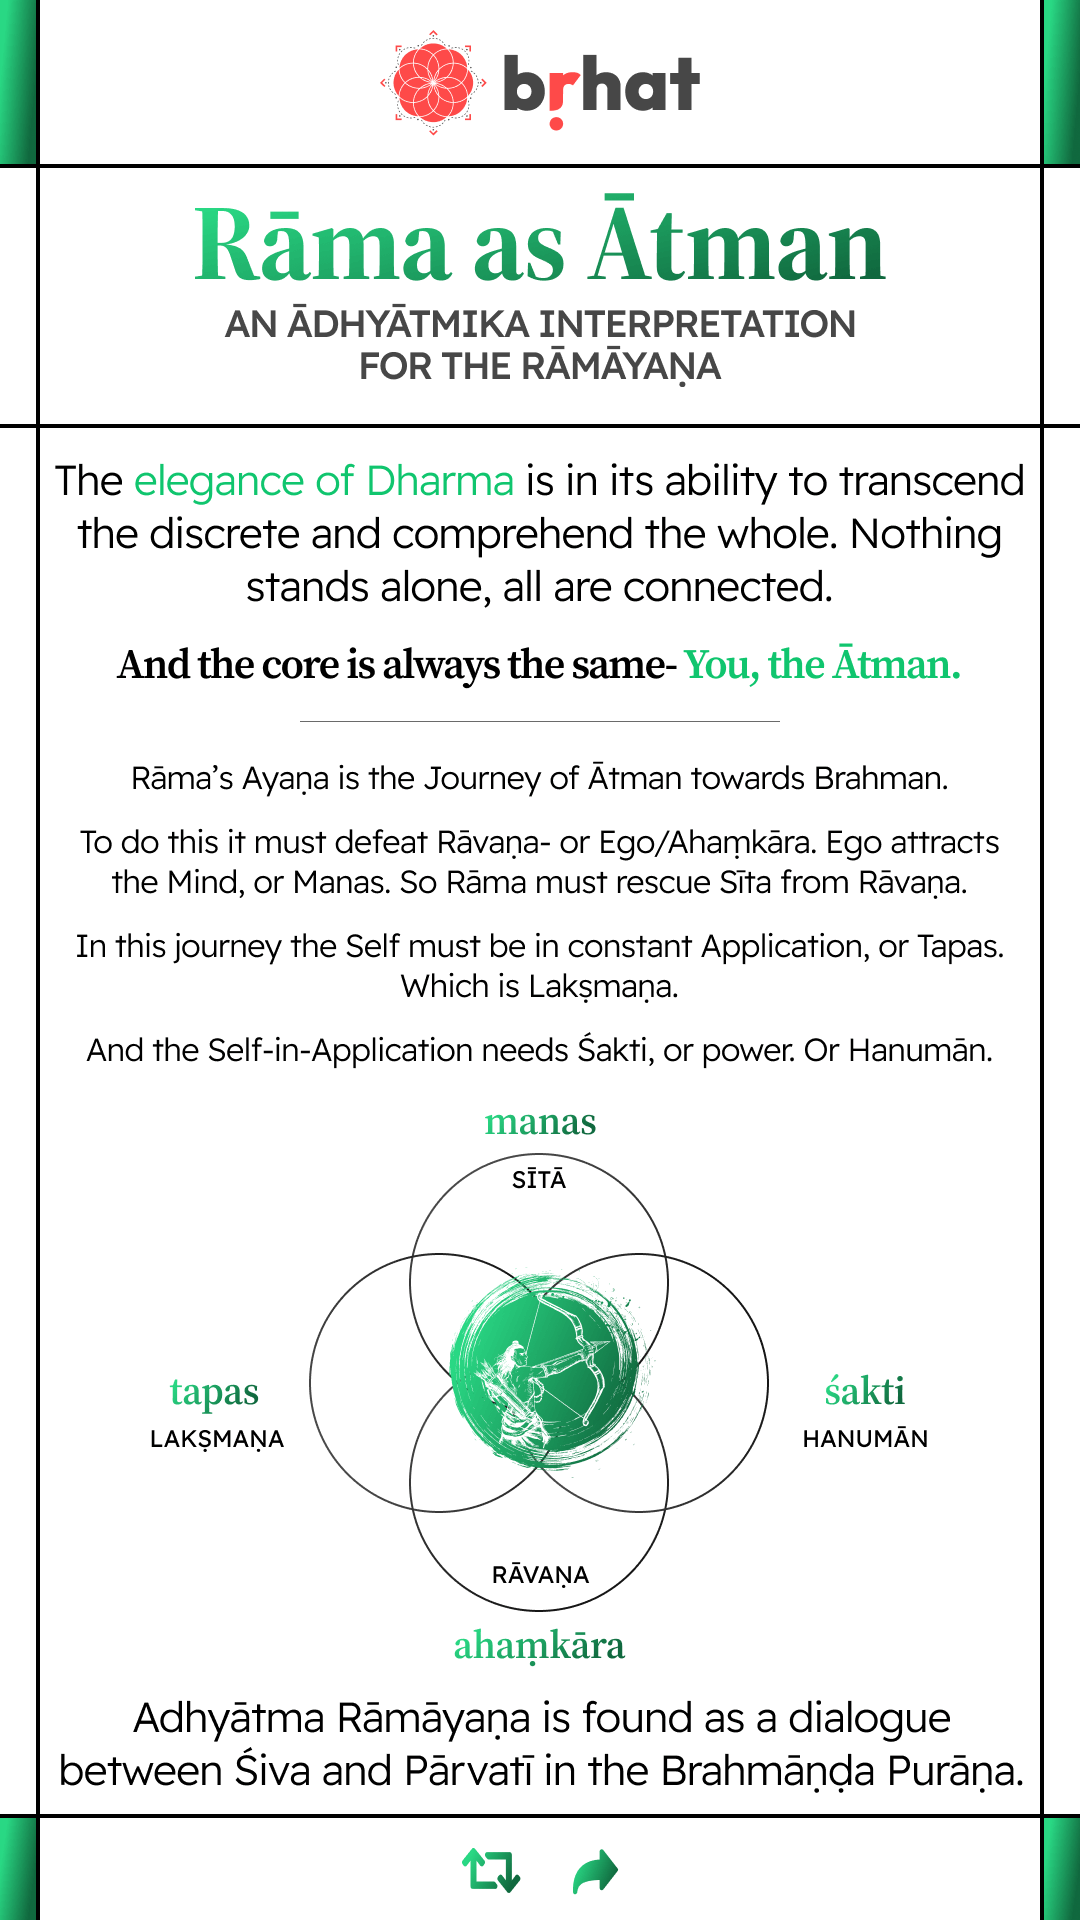 bṛhat
Rāma as Ātman
AN ĀDHYĀTMIKA INTERPRETATION
FOR THE RĀMĀYAṆA
The elegance of Dharma is in its ability to transcend
the discrete and comprehend the whole. Nothing
stands alone, all are connected.
And the core is always the same- You, the Ātman.
Rāma’s Ayaṇa is the Journey of Ātman towards Brahman.
To do this it must defeat Rāvaṇa- or Ego/Ahaṃkāra. Ego attracts
the Mind, or Manas. So Rāma must rescue Sīta from Rāvaṇa.
In this journey the Self must be in constant Application, or Tapas.
Which is Lakṣmaṇa.
And the Self-in-Application needs Śakti, or power. Or Hanumān.
manas
SĪTĀ
tapas
LAKṢMAṆA
śakti
HANUMĀN
RĀVAṆA
ahaṃkāra
Adhyātma Rāmāyaṇa is found as a dialogue
between Śiva and Pārvatī in the Brahmāṇḍa Purāṇa.